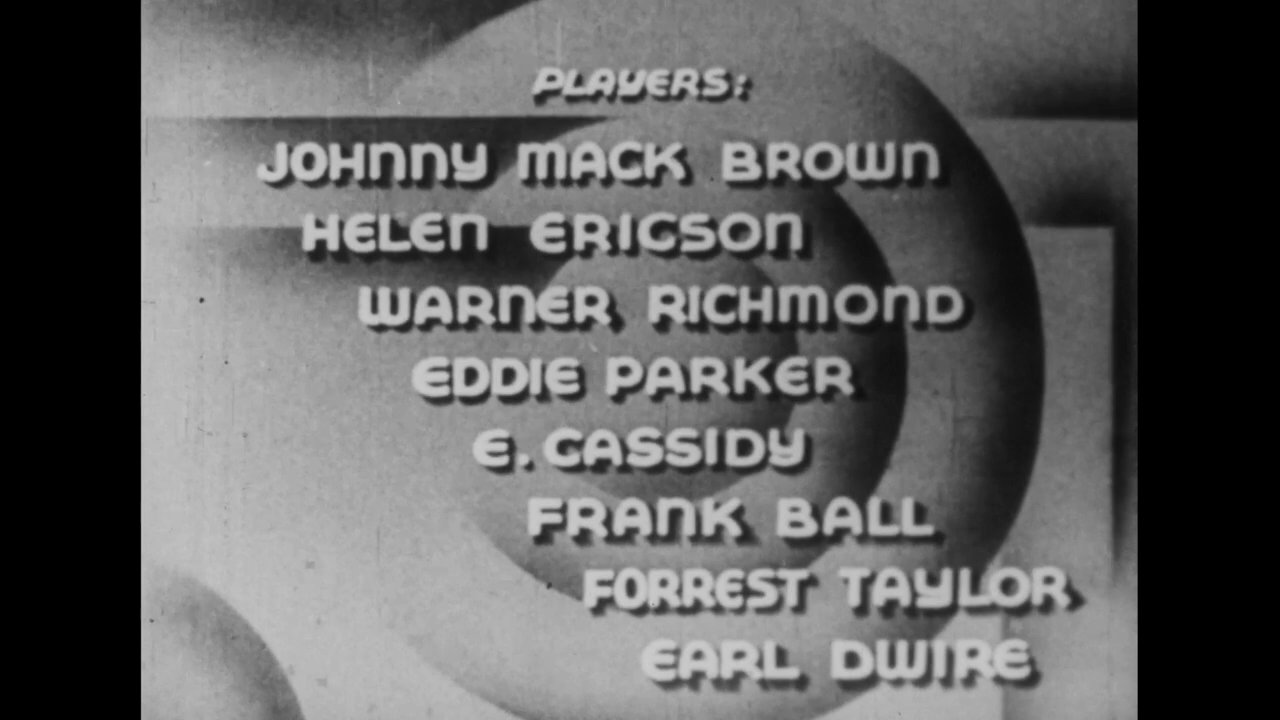 PLAYERS:
JOHNNY MACK BROWN
HELEN ERICSON
WARNER RICHMOND
EDDIE PARKER
E. CASSIDY
FRANK BALL
FORREST TAYLOR
EARL DWIRE